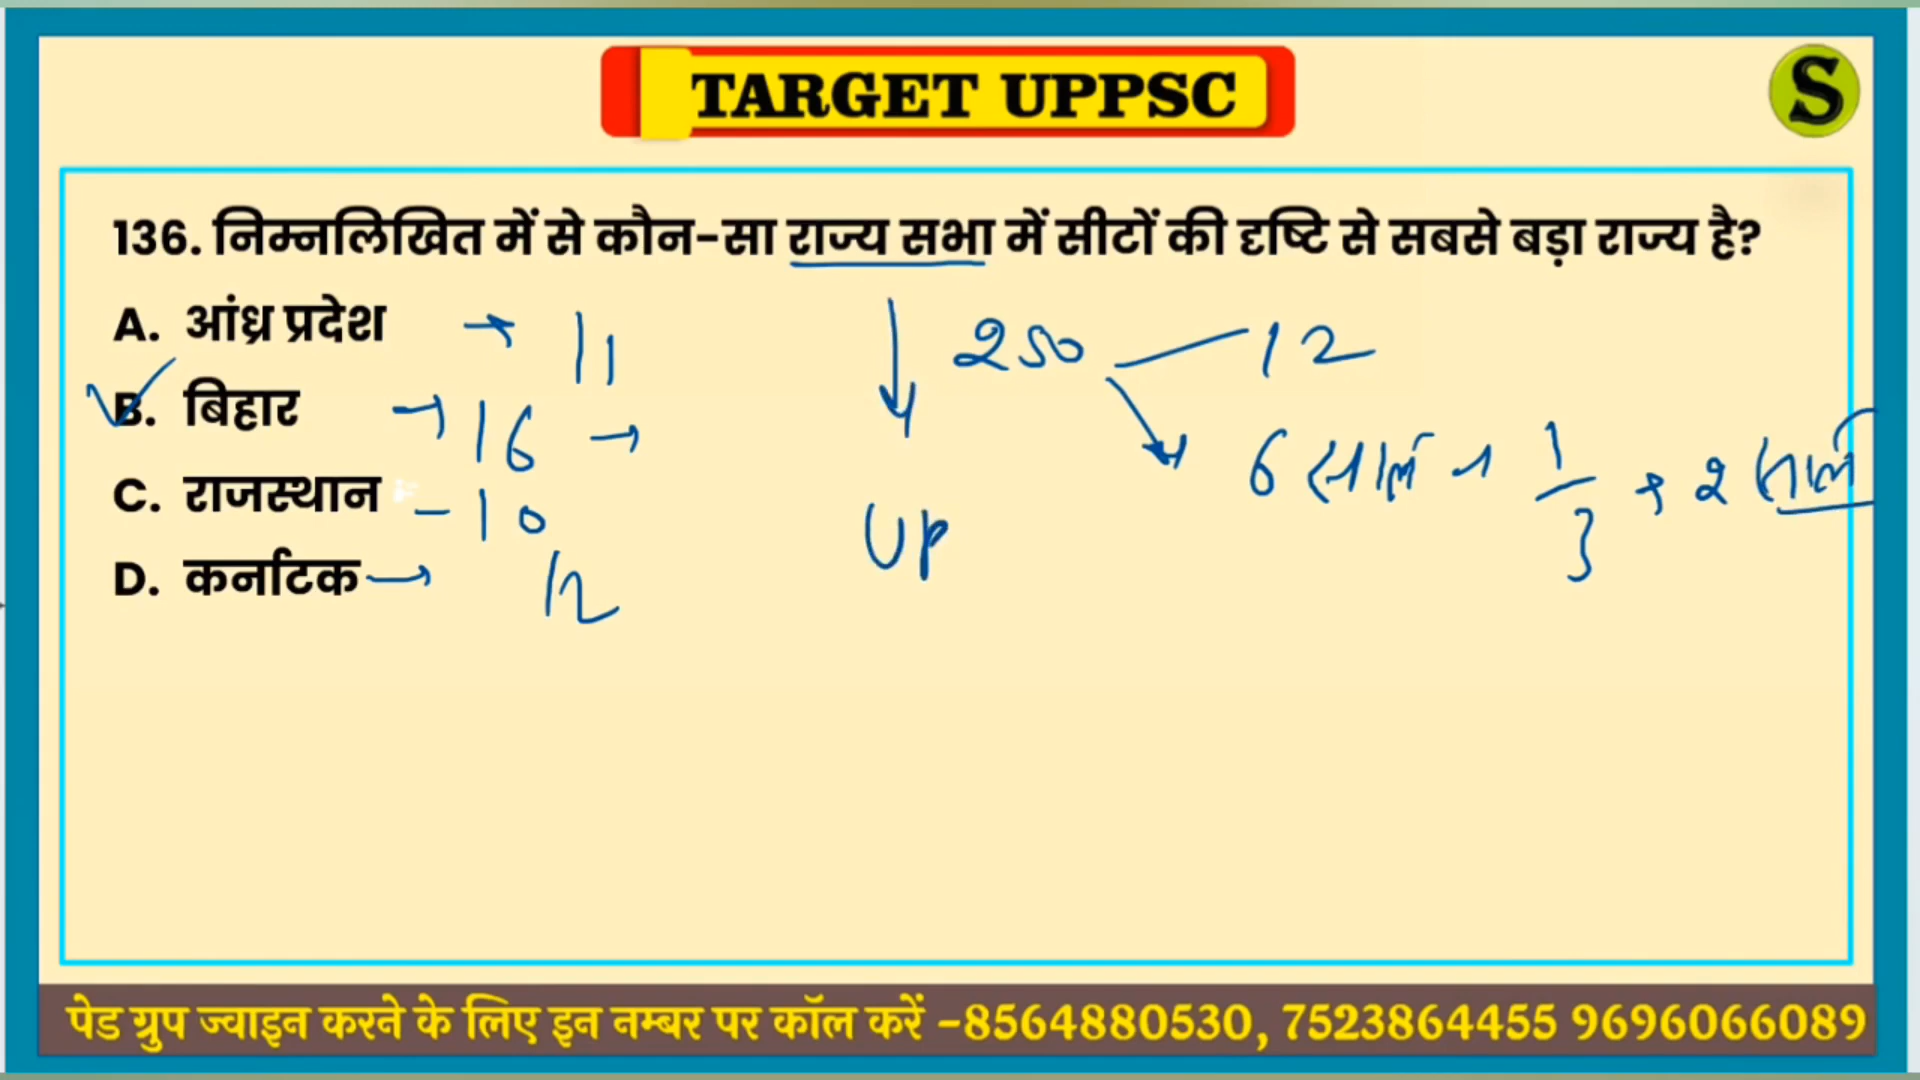 TARGET UPPSC
S
136. निम्नलिखित में से कौन-सा राज्य सभा में सीटों की दृष्टि से सबसे बड़ा राज्य है?
A. आंध्र प्रदेश → 11
250 — 12
B. बिहार → 16 →
6 साल → 1/3 2 साल
C. राजस्थान - 10
UP
D. कर्नाटक → 12
पेड ग्रुप ज्वाइन करने के लिए इन नम्बर पर कॉल करें -8564880530, 7523864455 9696066089